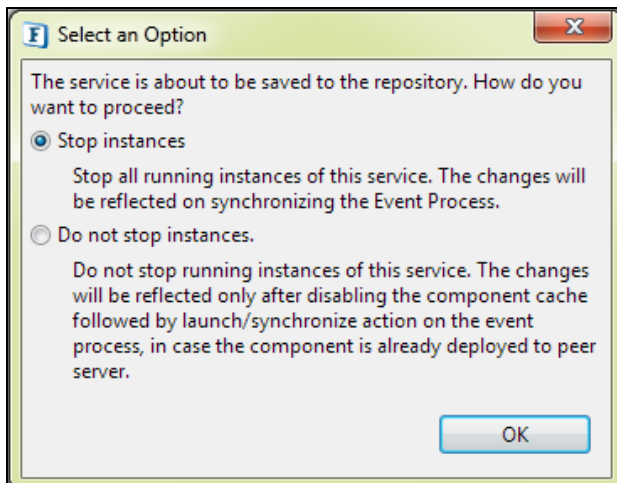 F Select an Option
The service is about to be saved to the repository. How do you
want to proceed?
Stop instances
Stop all running instances of this service. The changes will
be reflected on synchronizing the Event Process.
Do not stop instances.
Do not stop running instances of this service. The changes
will be reflected only after disabling the component cache
followed by launch/synchronize action on the event
process, in case the component is already deployed to peer
server.
OK